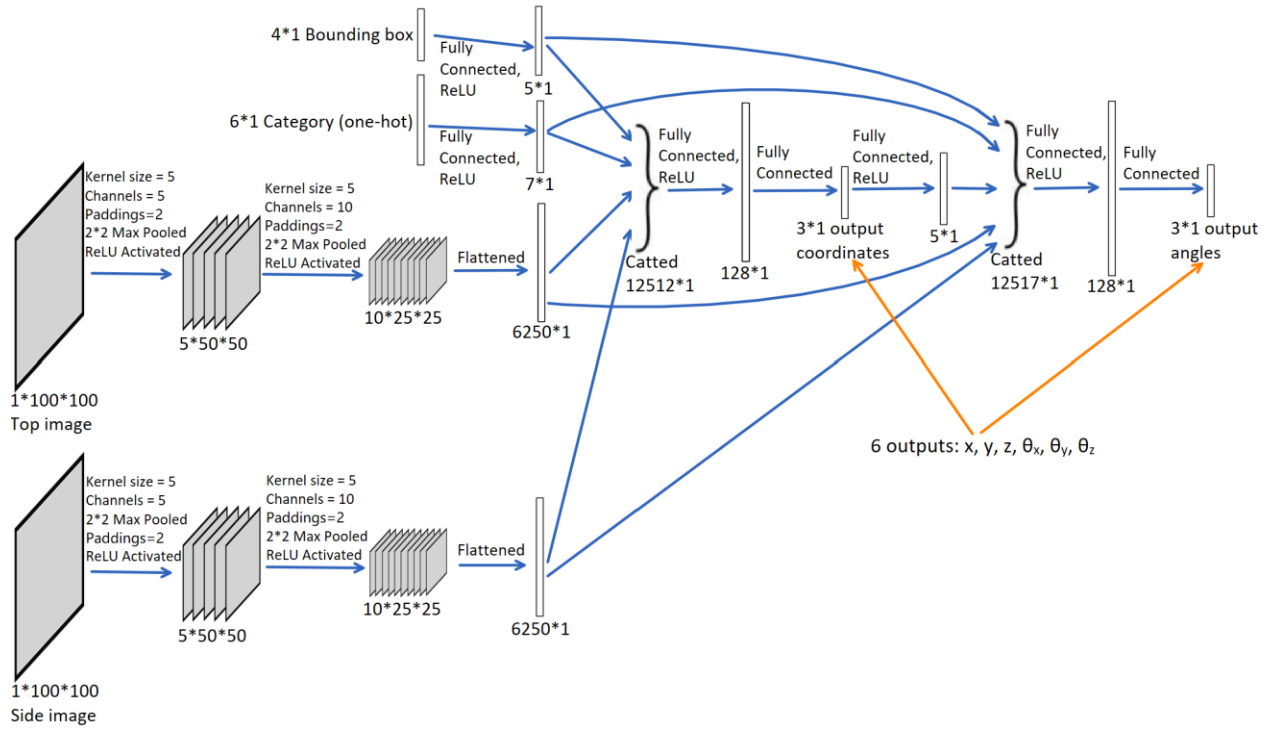 4*1 Bounding box
Fully
Connected,
ReLU
5*1
6*1 Category (one-hot)
Fully
Connected,
ReLU
7*1
Kernel size = 5
Channels = 5
Paddings=2
2*2 Max Pooled
ReLU Activated
Kernel size = 5
Channels = 10
Paddings=2
2*2 Max Pooled
ReLU Activated
Flattened
1*100*100
Top image
5*50*50
10*25*25
6250*1
Catted
12512*1
Fully
Connected,
ReLU
128*1
Fully
Connected
3*1 output
coordinates
Fully
Connected,
ReLU
5*1
Catted
12517*1
Fully
Connected,
ReLU
128*1
Fully
Connected
3*1 output
angles
6 outputs: x, y, z, θₓ, θᵧ, θ_z
Kernel size = 5
Channels = 5
2*2 Max Pooled
Paddings=2
ReLU Activated
Kernel size = 5
Channels = 10
Paddings=2
2*2 Max Pooled
ReLU Activated
Flattened
1*100*100
Side image
5*50*50
10*25*25
6250*1